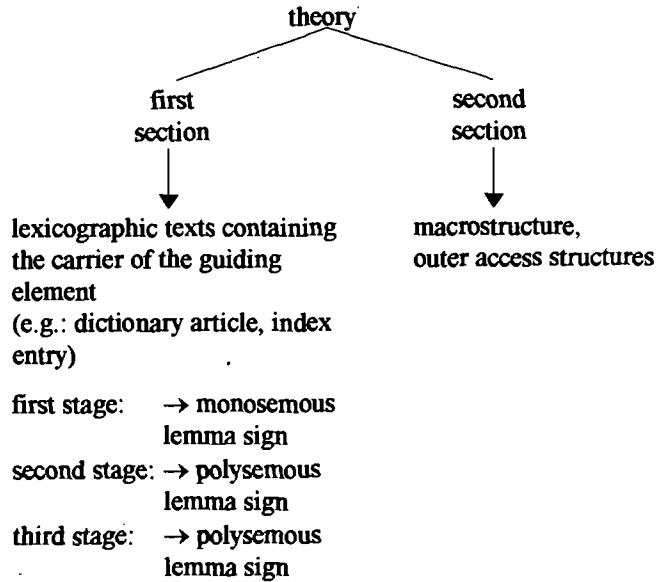 theory
first
section
second
section
lexicographic texts containing
the carrier of the guiding
element
(e.g.: dictionary article, index
entry)
macrostructure,
outer access structures
first stage: → monosemous
lemma sign
second stage: → polysemous
lemma sign
third stage: → polysemous
lemma sign